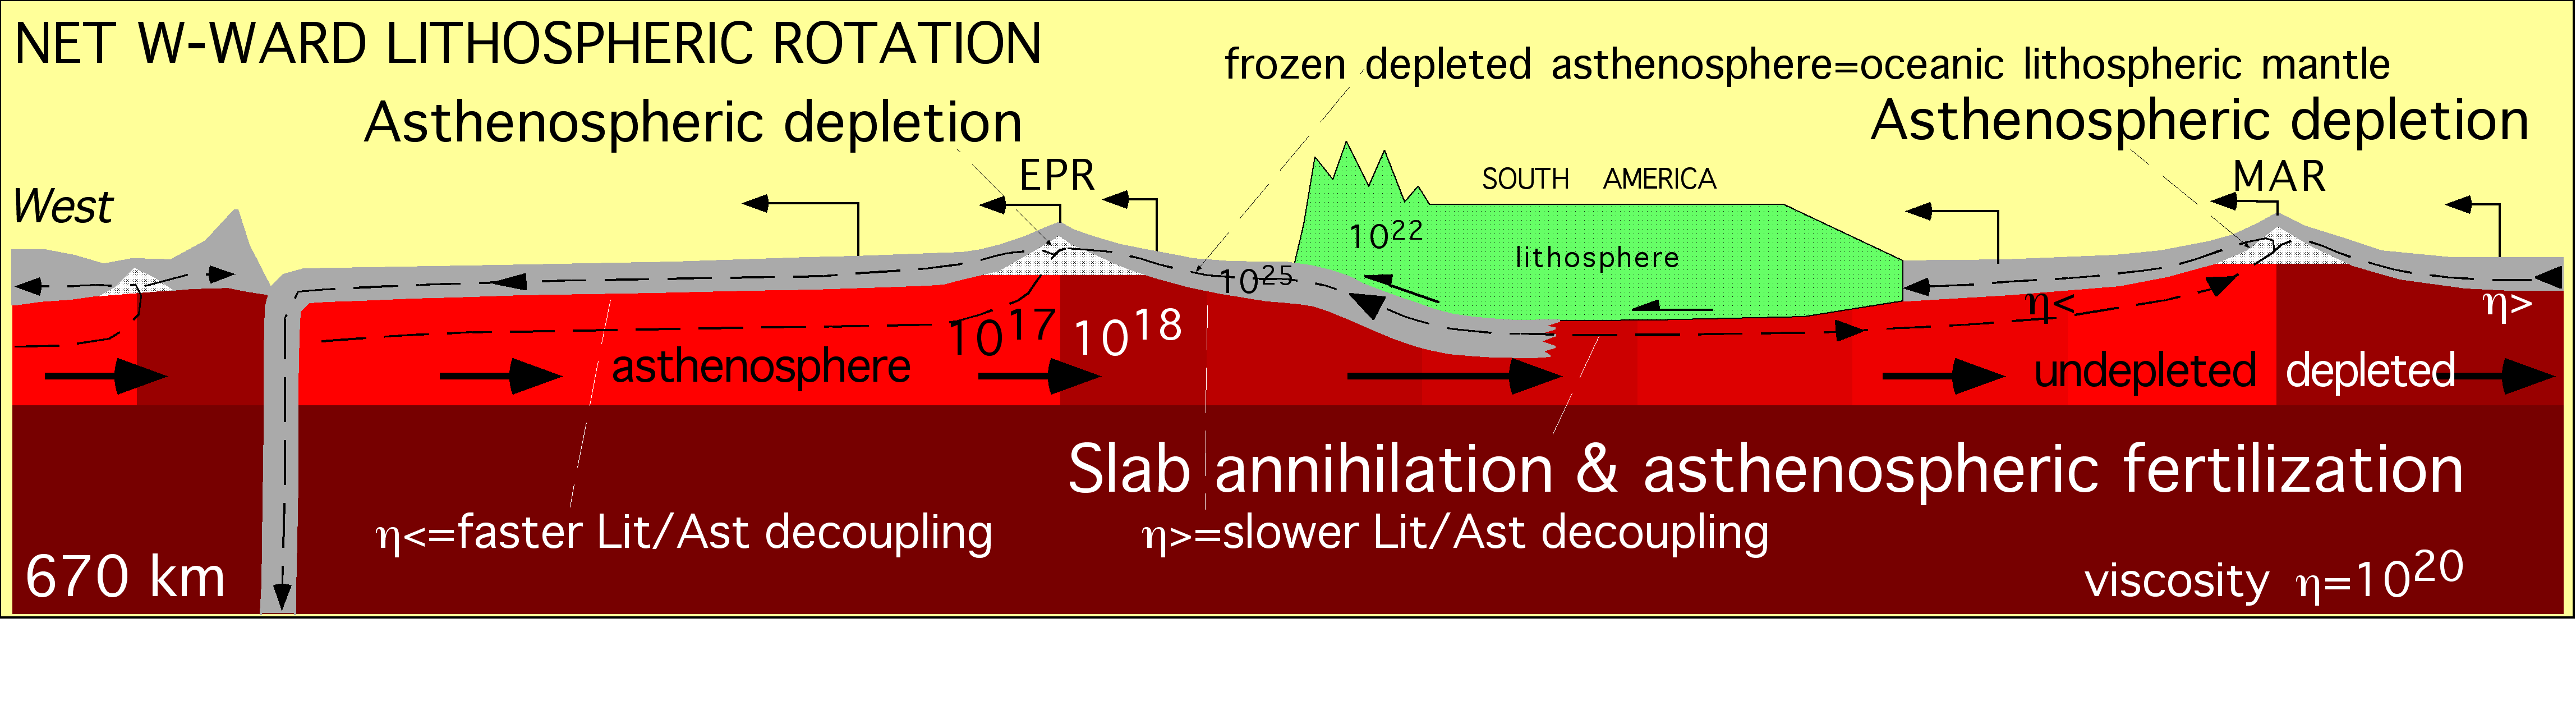 NET W-WARD LITHOSPHERIC ROTATION
frozen depleted asthenosphere=oceanic lithospheric mantle
Asthenospheric depletion
Asthenospheric depletion
EPR
SOUTH AMERICA
MAR
West
10²²
lithosphere
10²⁵
η<
η>
10¹⁷
10¹⁸
asthenosphere
undepleted
depleted
Slab annihilation & asthenospheric fertilization
η<=faster Lit/Ast decoupling
η>=slower Lit/Ast decoupling
670 km
viscosity η=10²⁰